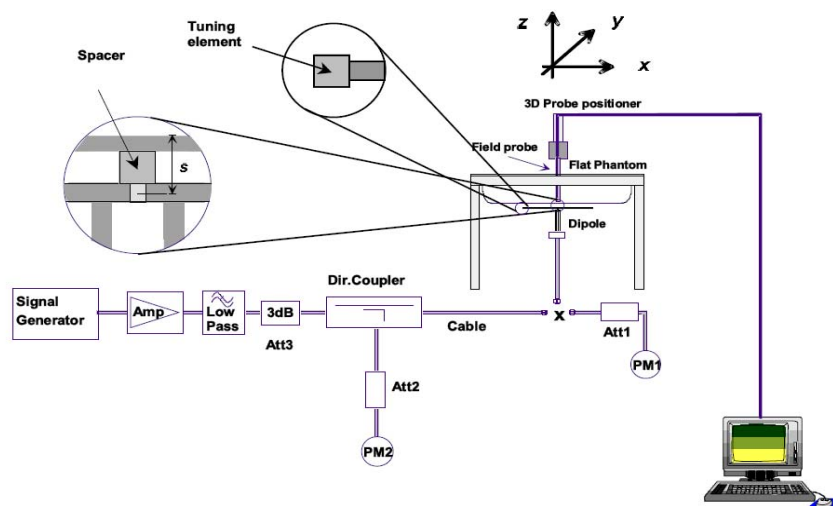 Tuning
element
Spacer
s
z
y
x
3D Probe positioner
Field probe
Flat Phantom
Dipole
Dir.Coupler
Signal
Generator
Amp
Low
Pass
3dB
Att3
Cable
x
Att1
PM1
Att2
PM2